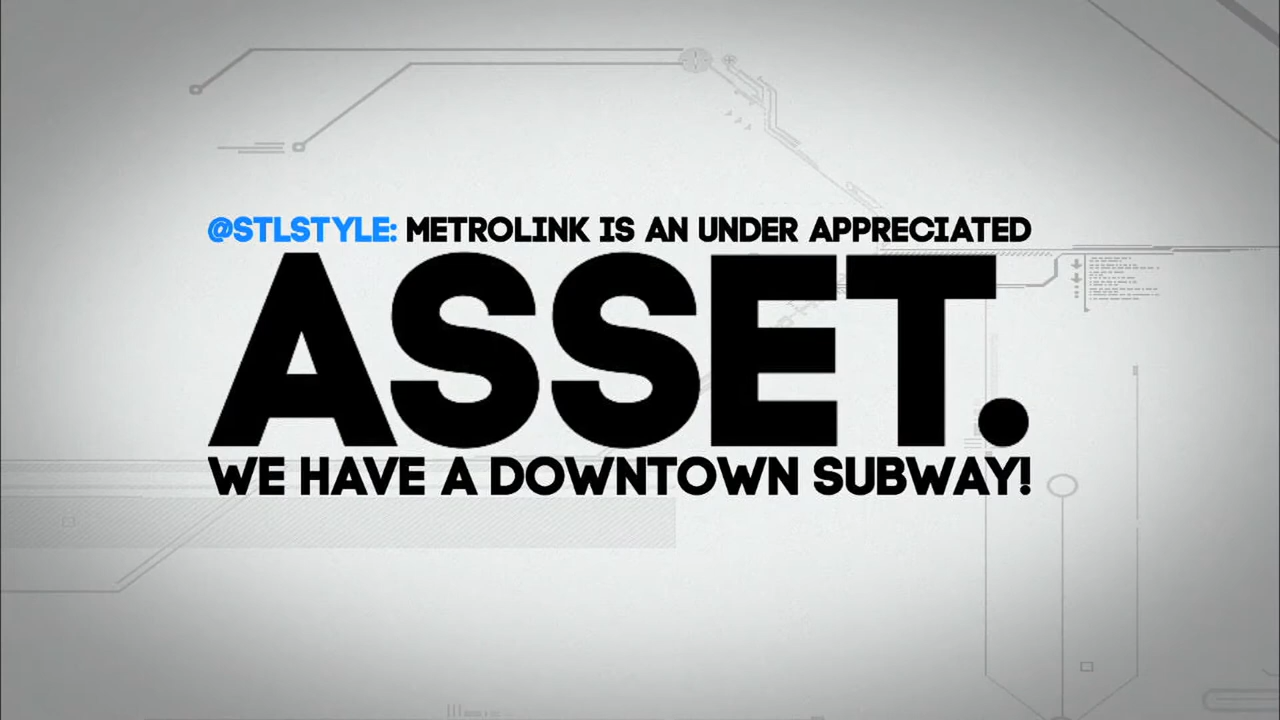 @STLSTYLE: METROLINK IS AN UNDER APPRECIATED
ASSET.
WE HAVE A DOWNTOWN SUBWAY!